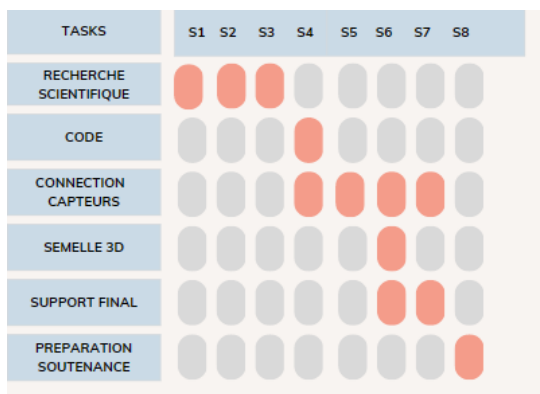 TASKS S1 S2 S3 S4 S5 S6 S7 S8
RECHERCHE
SCIENTIFIQUE
CODE
CONNECTION
CAPTEURS
SEMELLE 3D
SUPPORT FINAL
PREPARATION
SOUTENANCE